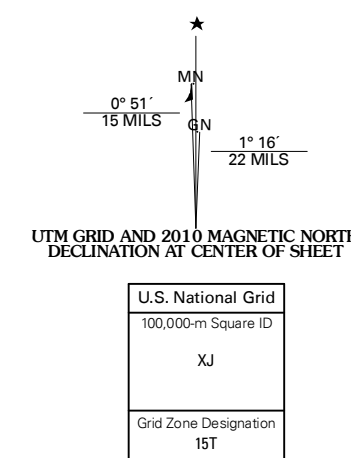 ★
MN
0° 51´
15 MILS
GN
1° 16´
22 MILS
UTM GRID AND 2010 MAGNETIC NORTH
DECLINATION AT CENTER OF SHEET
U.S. National Grid
100,000-m Square ID
XJ
Grid Zone Designation
15T